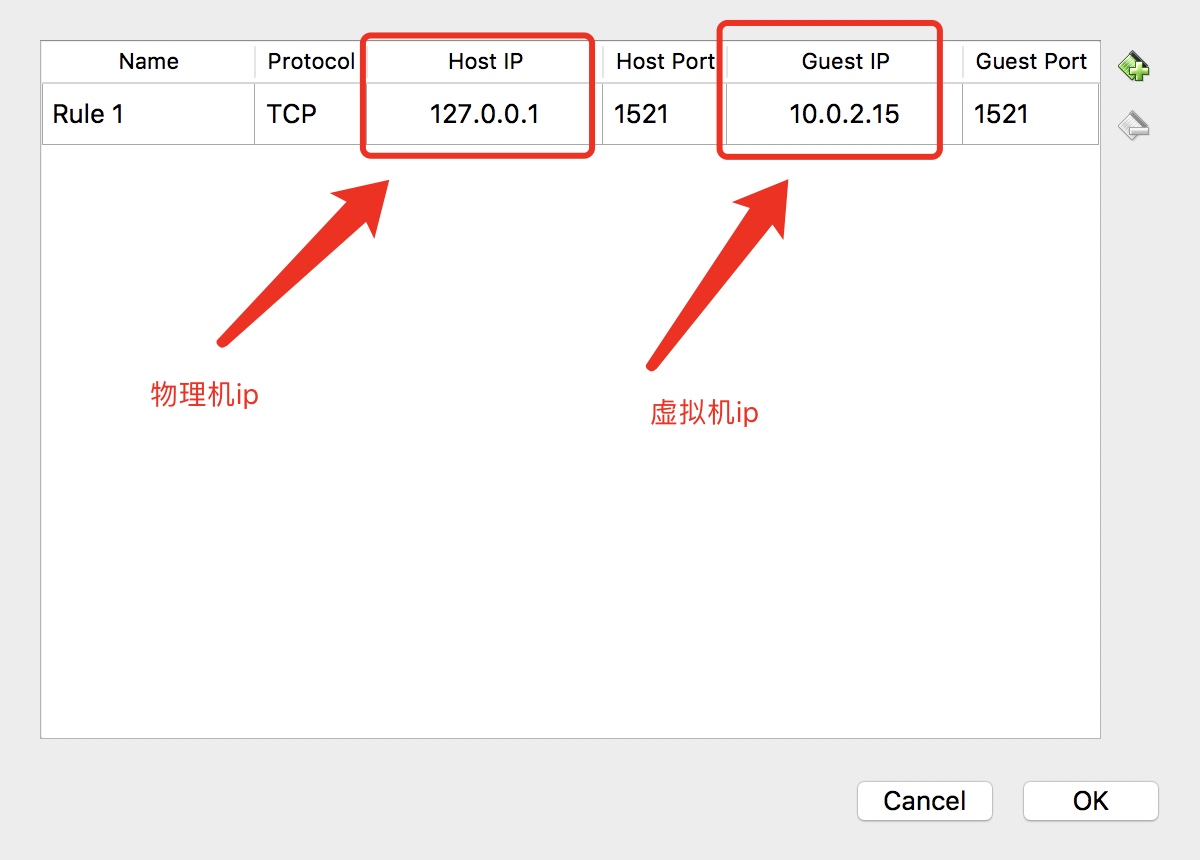 Name Protocol Host IP Host Port Guest IP Guest Port
Rule 1 TCP 127.0.0.1 1521 10.0.2.15 1521
物理机ip
虚拟机ip
Cancel OK